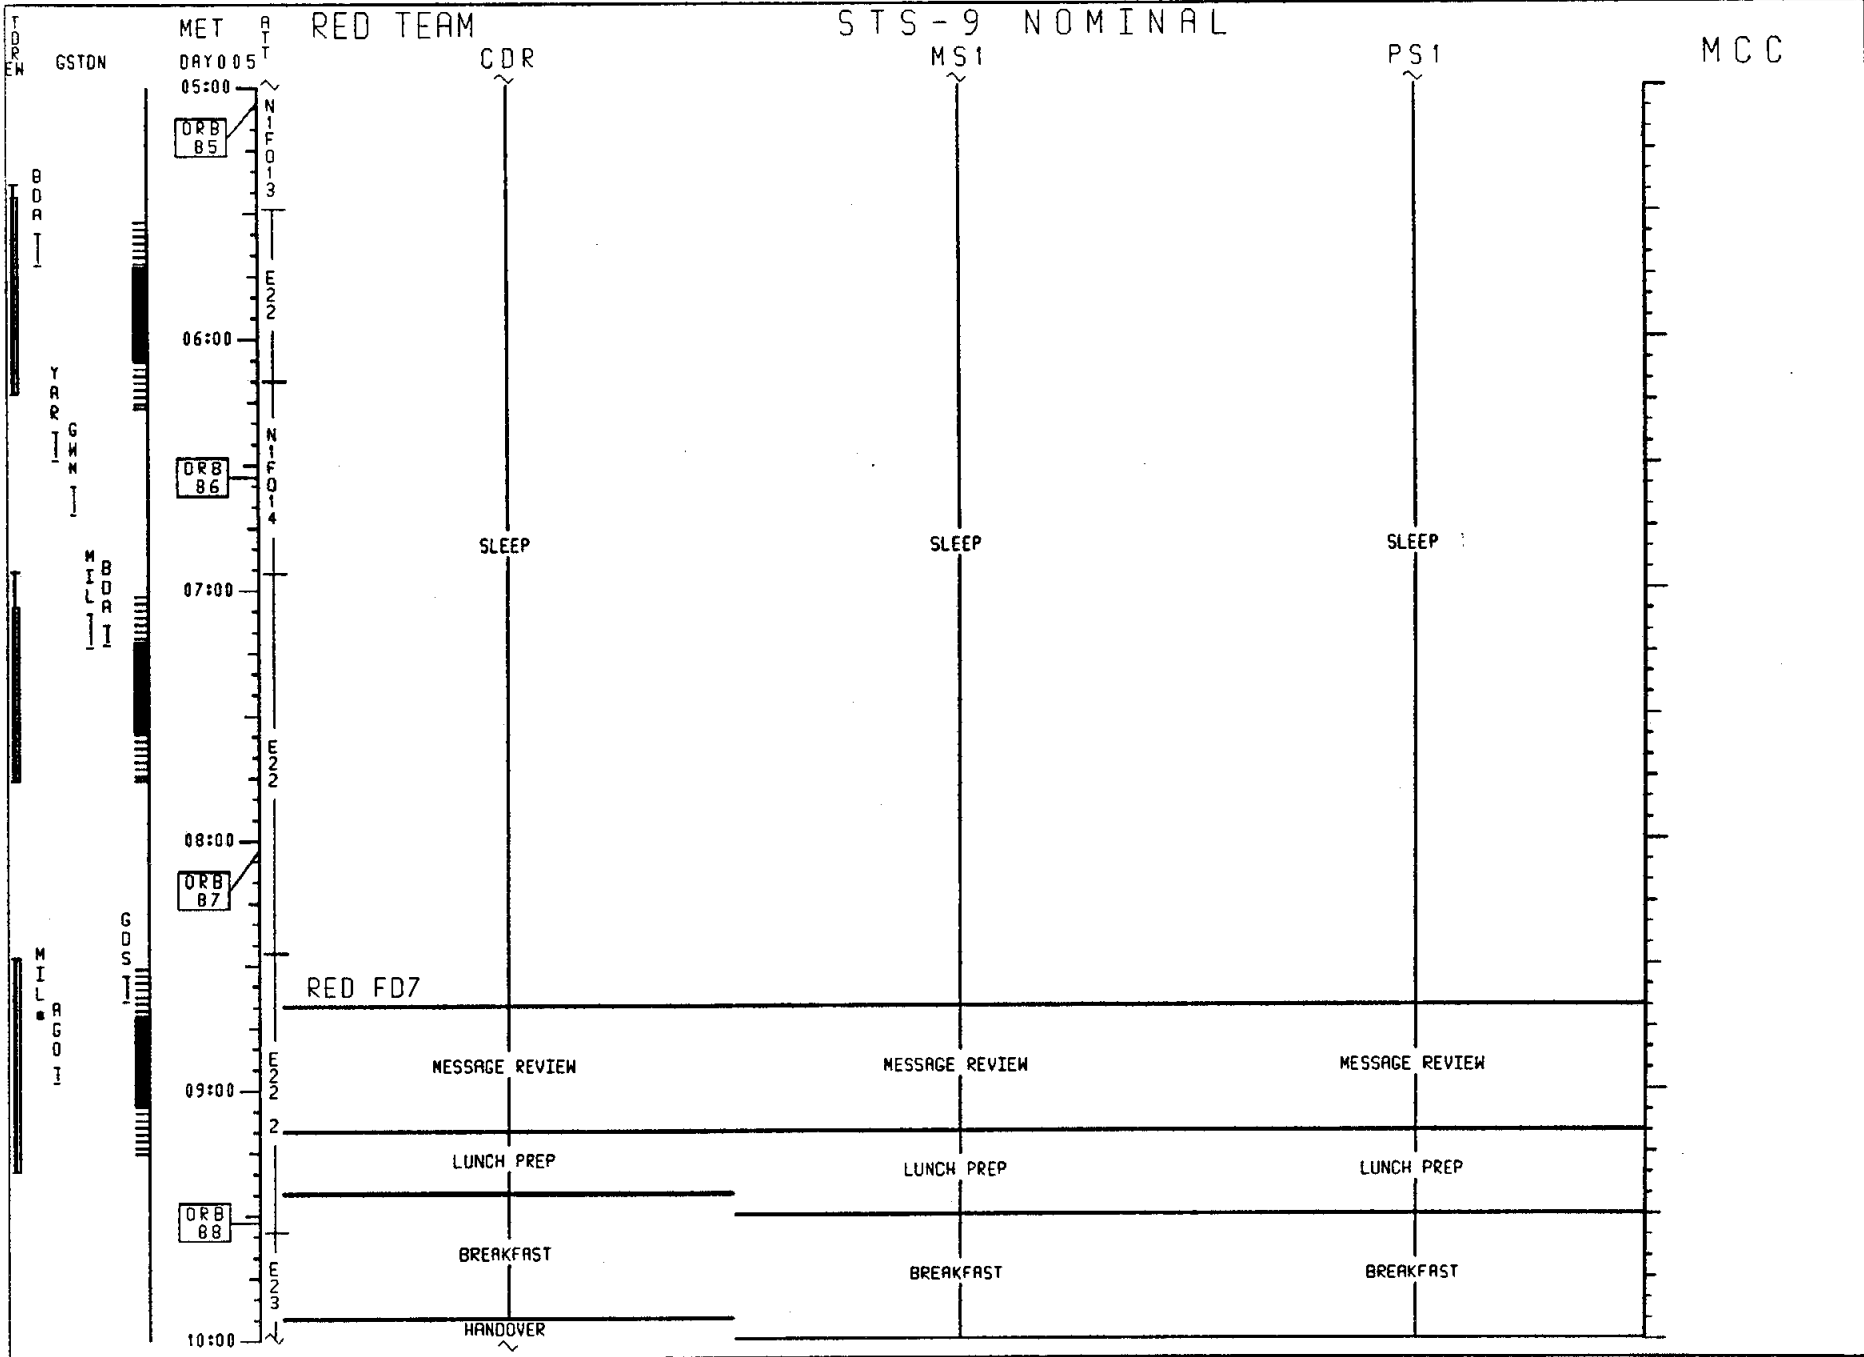 TDREW
GSTDN
MET
DAY005
ATT
RED TEAM
STS-9 NOMINAL
CDR
MS1
PS1
MCC
05:00
ORB
85
N1F013
BDA
E22
06:00
YAR
GWM
N1F014
ORB
86
SLEEP
SLEEP
SLEEP
MIL
BDA
07:00
E22
08:00
ORB
87
GDS
MIL
AGO
RED FD7
E22
MESSAGE REVIEW
MESSAGE REVIEW
MESSAGE REVIEW
09:00
2
LUNCH PREP
LUNCH PREP
LUNCH PREP
ORB
88
BREAKFAST
BREAKFAST
BREAKFAST
E23
HANDOVER
10:00